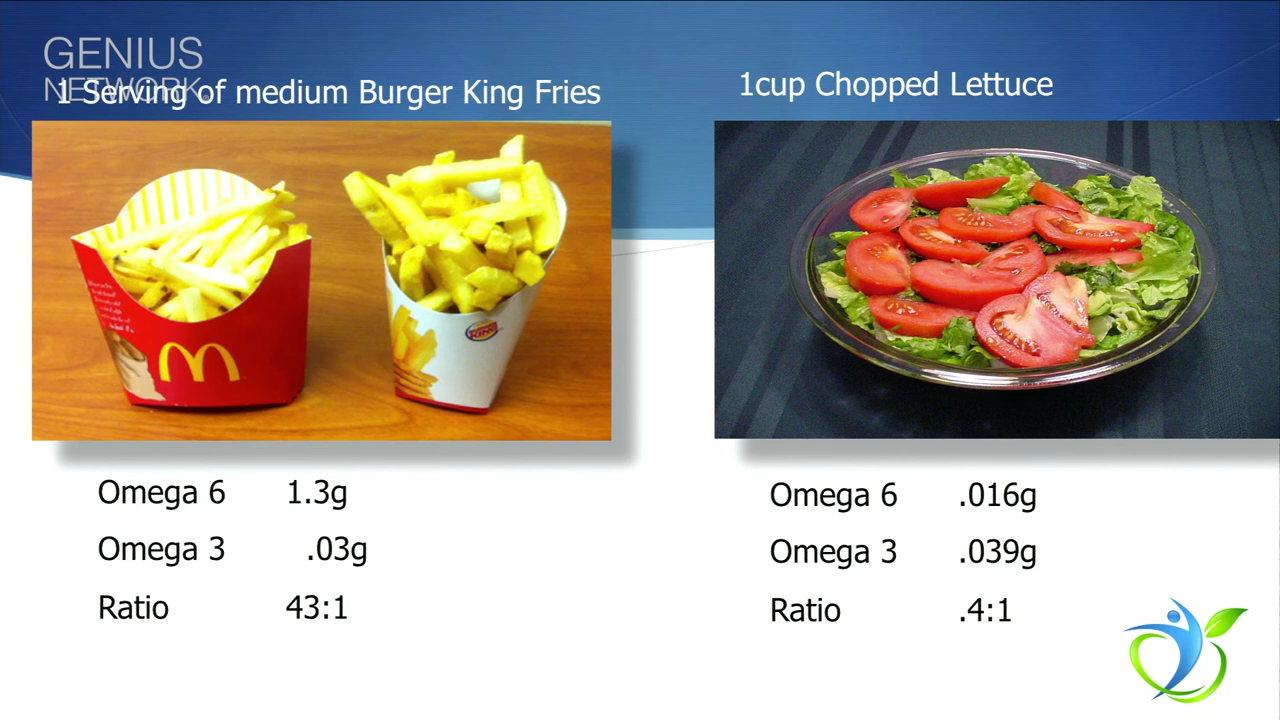 GENIUS
NETWORK
1 Serving of medium Burger King Fries
1cup Chopped Lettuce
KING
Omega 6 1.3g
Omega 3 .03g
Ratio 43:1
Omega 6 .016g
Omega 3 .039g
Ratio .4:1